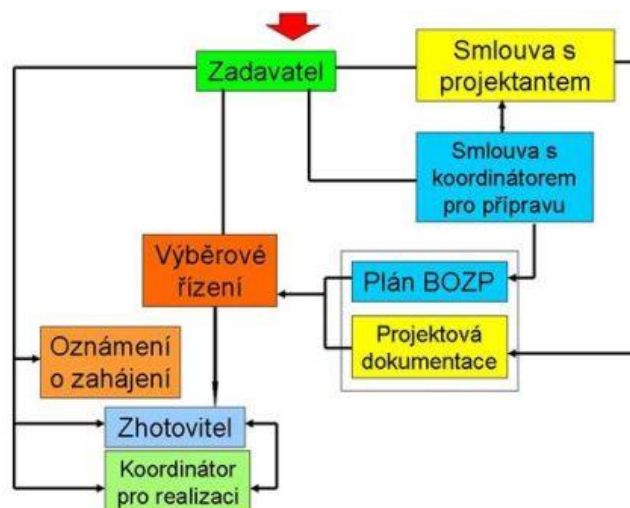 Zadavatel
Smlouva s
projektantem
Smlouva s
koordinátorem
pro přípravu
Výběrové
řízení
Plán BOZP
Projektová
dokumentace
Oznámení
o zahájení
Zhotovitel
Koordinátor
pro realizaci